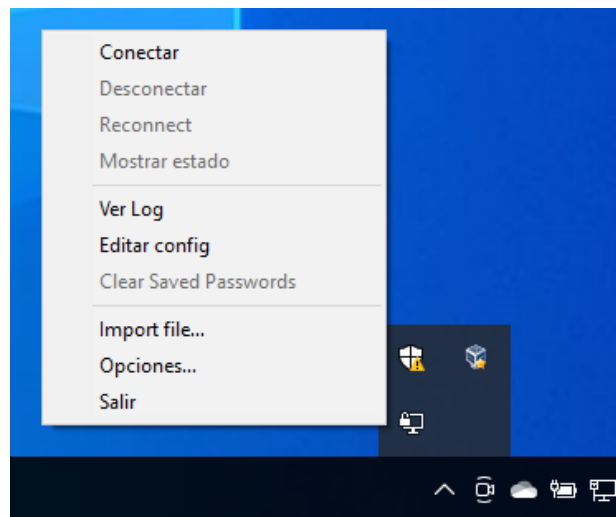 Conectar
Desconectar
Reconnect
Mostrar estado
Ver Log
Editar config
Clear Saved Passwords
Import file...
Opciones...
Salir